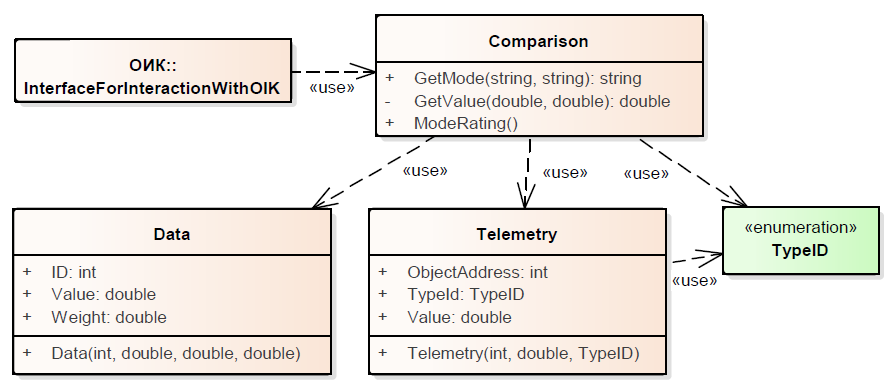 ОИК::
InterfaceForInteractionWithOIK
«use»
Comparison
+ GetMode(string, string): string
- GetValue(double, double): double
+ ModeRating()
«use»
«use»
«use»
Data
+ ID: int
+ Value: double
+ Weight: double
+ Data(int, double, double, double)
Telemetry
+ ObjectAddress: int
+ TypeId: TypeID
+ Value: double
+ Telemetry(int, double, TypeID)
«use»
«enumeration»
TypeID